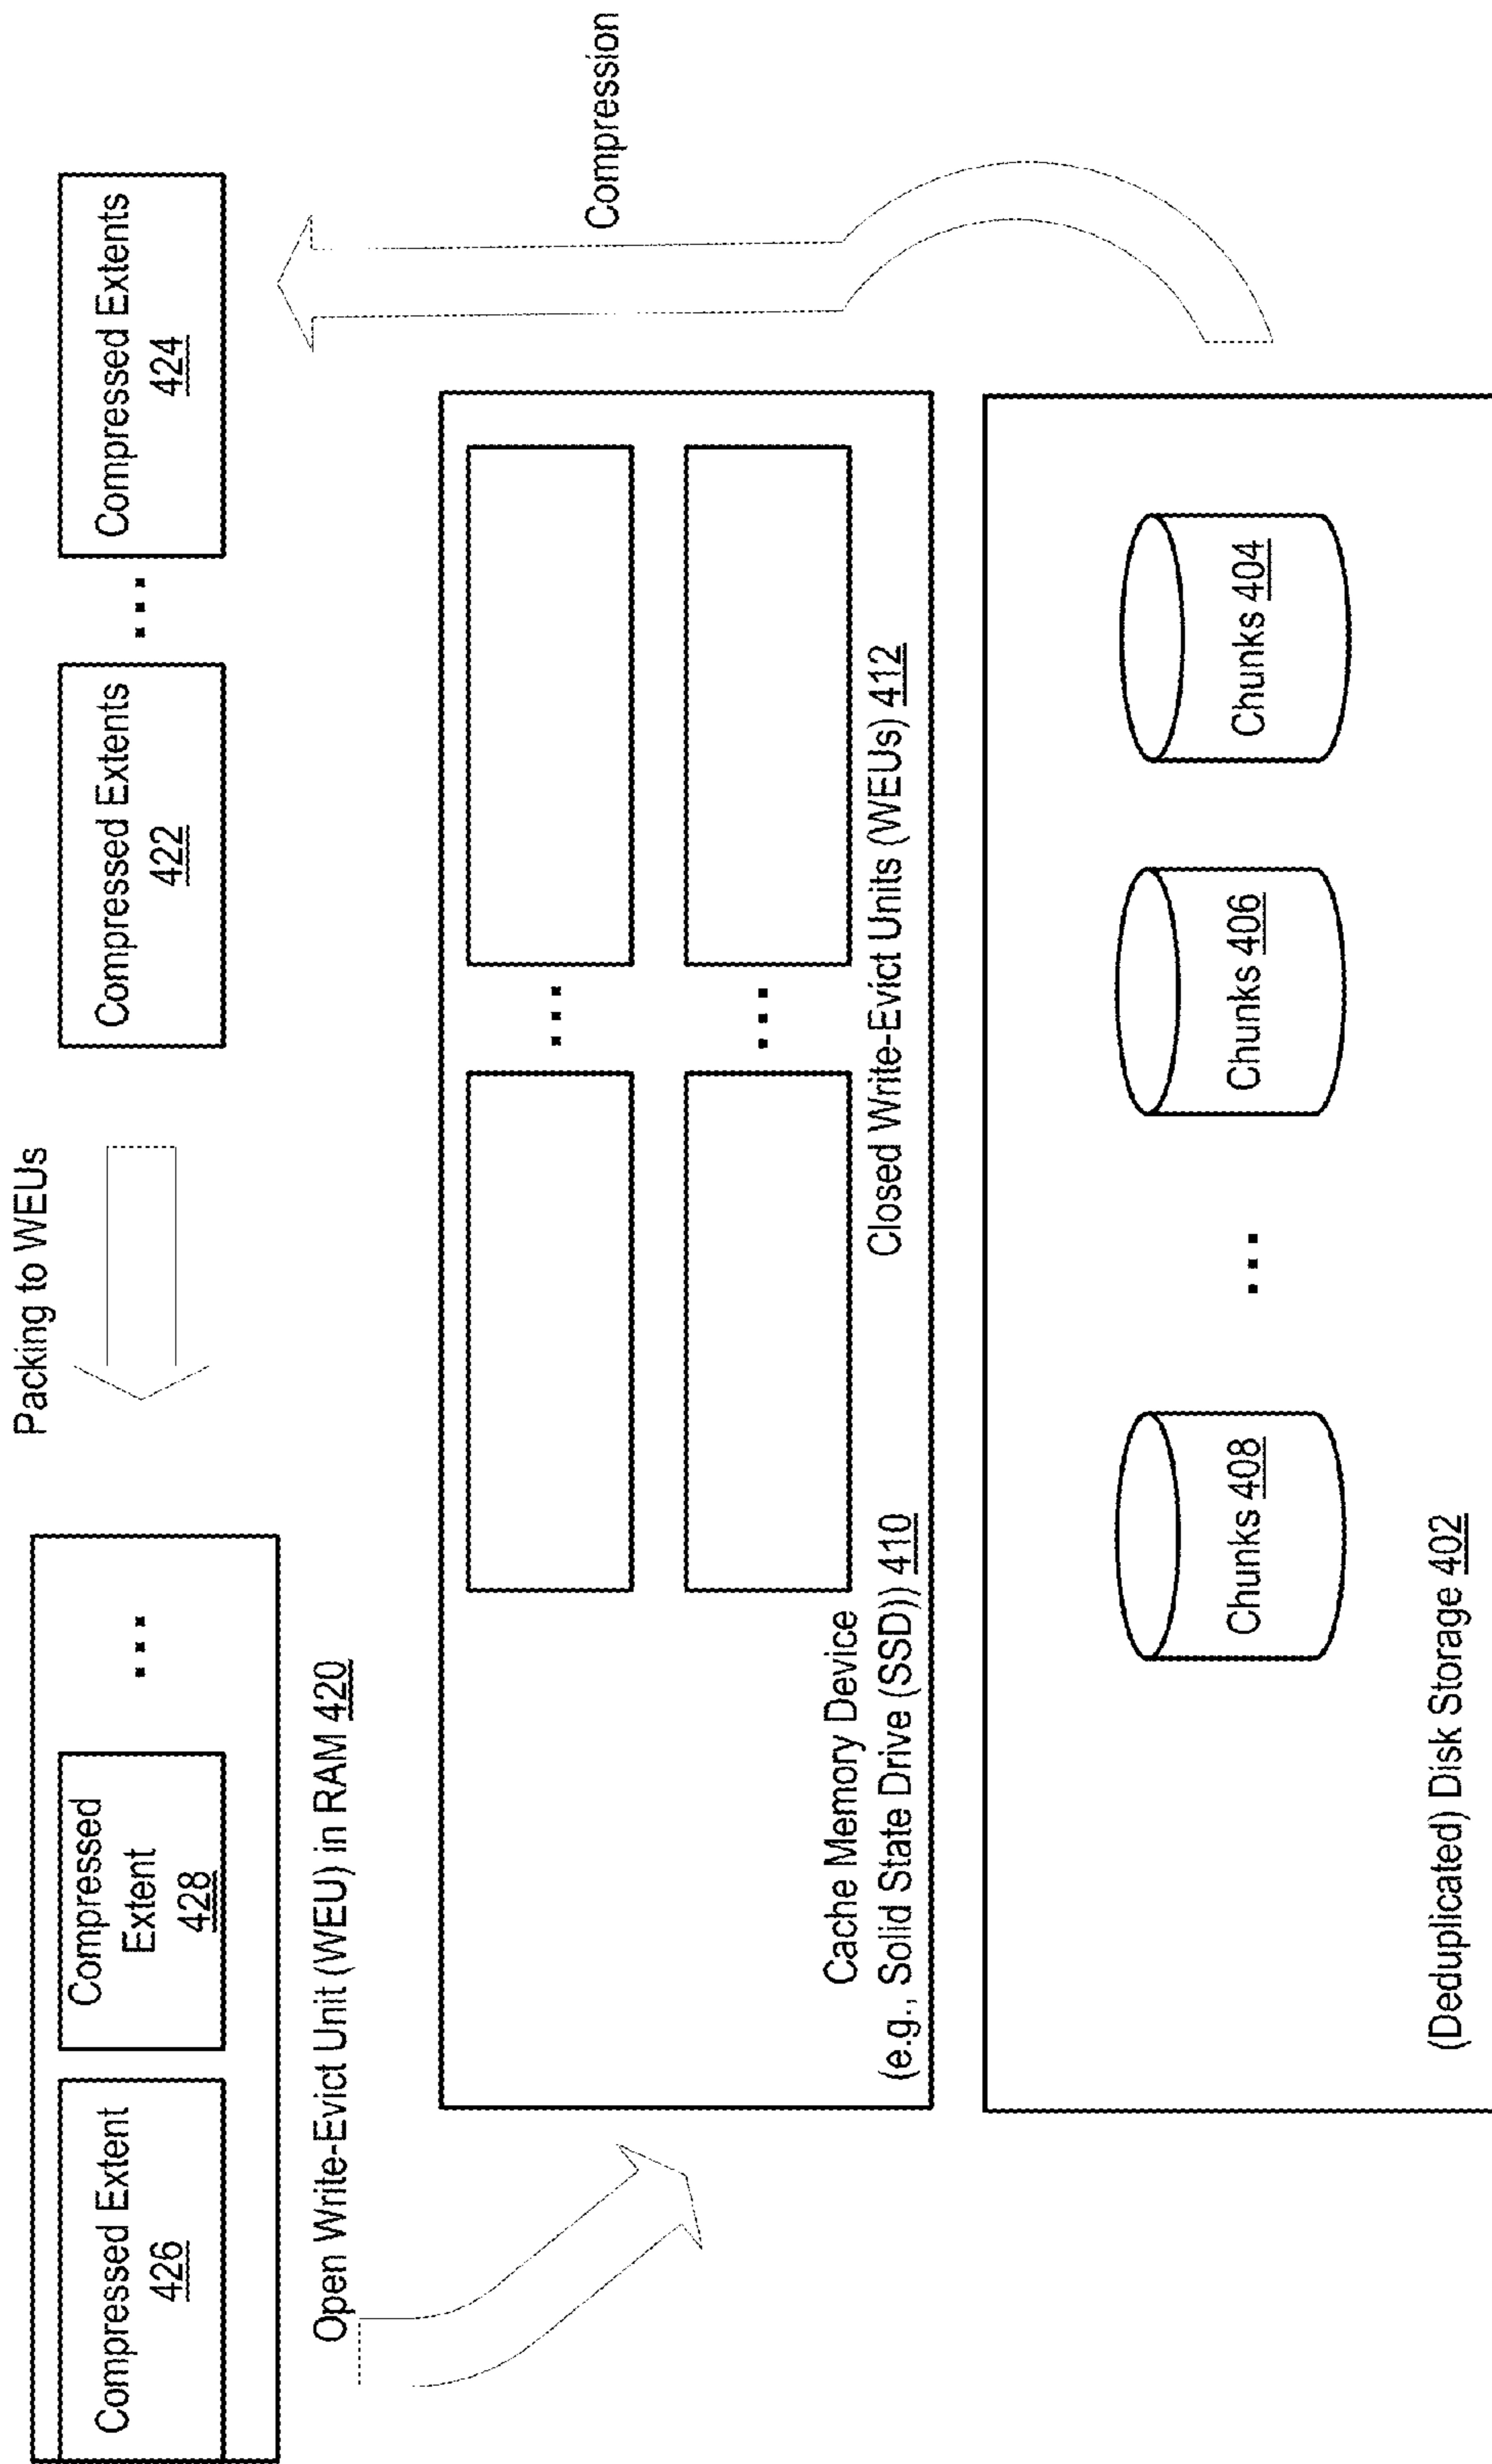 Packing to WEUs
Compressed Extent
426
Compressed
Extent
428
...
Compressed Extents
422
...
Compressed Extents
424
Open Write-Evict Unit (WEU) in RAM 420
Compression
...
...
Cache Memory Device
(e.g., Solid State Drive (SSD)) 410
Closed Write-Evict Units (WEUs) 412
Chunks 408
...
Chunks 406
Chunks 404
(Deduplicated) Disk Storage 402